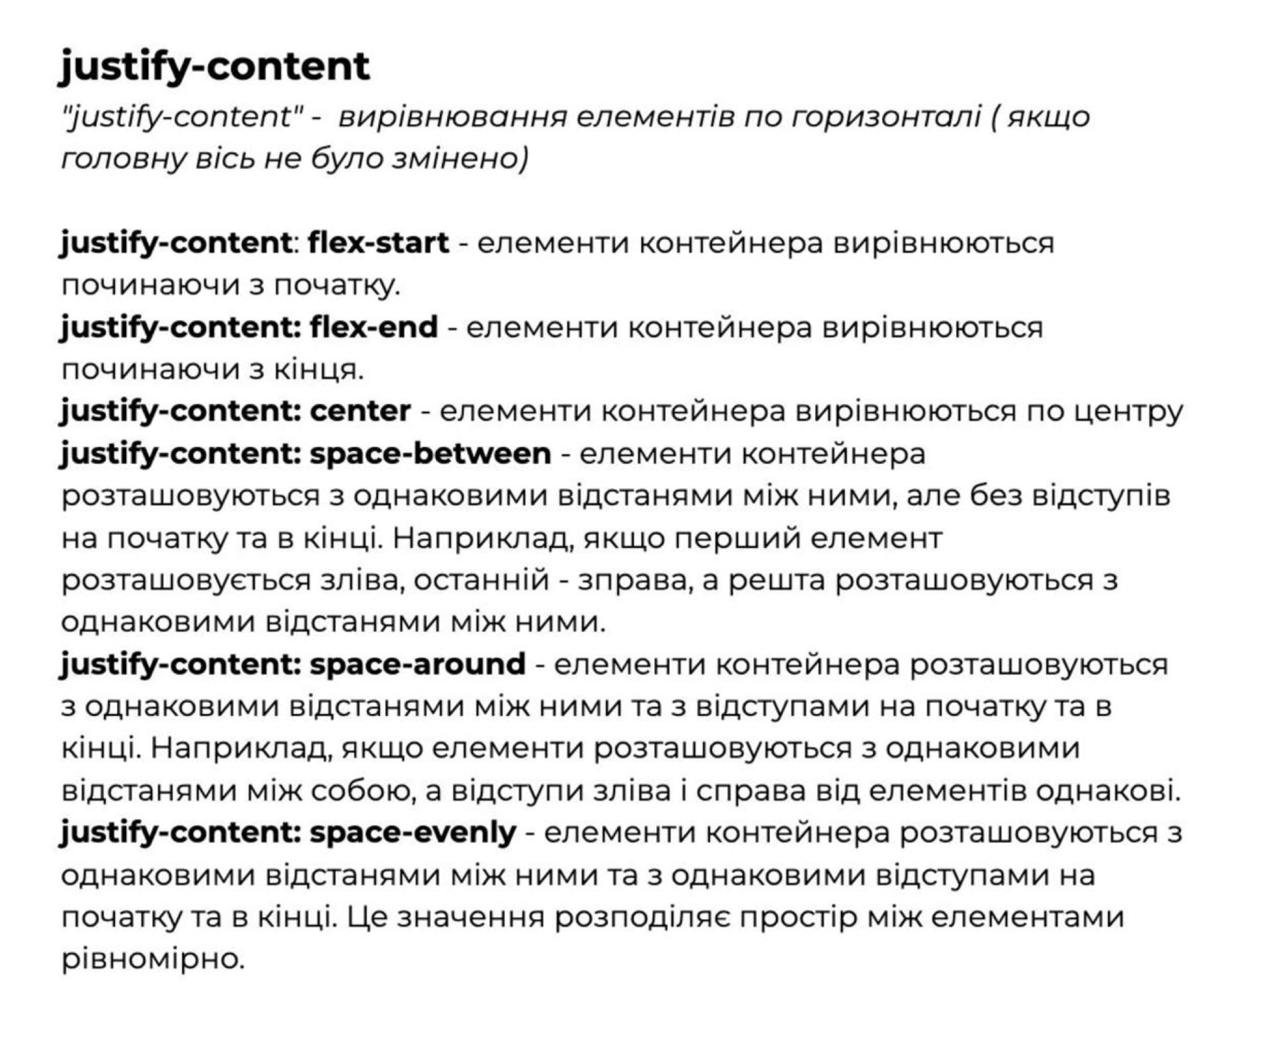 justify-content
"justify-content" -  вирівнювання елементів по горизонталі ( якщо
головну вісь не було змінено)
justify-content: flex-start - елементи контейнера вирівнюються
починаючи з початку.
justify-content: flex-end - елементи контейнера вирівнюються
починаючи з кінця.
justify-content: center - елементи контейнера вирівнюються по центру
justify-content: space-between - елементи контейнера
розташовуються з однаковими відстанями між ними, але без відступів
на початку та в кінці. Наприклад, якщо перший елемент
розташовується зліва, останній - зправа, а решта розташовуються з
однаковими відстанями між ними.
justify-content: space-around - елементи контейнера розташовуються
з однаковими відстанями між ними та з відступами на початку та в
кінці. Наприклад, якщо елементи розташовуються з однаковими
відстанями між собою, а відступи зліва і справа від елементів однакові.
justify-content: space-evenly - елементи контейнера розташовуються з
однаковими відстанями між ними та з однаковими відступами на
початку та в кінці. Це значення розподіляє простір між елементами
рівномірно.